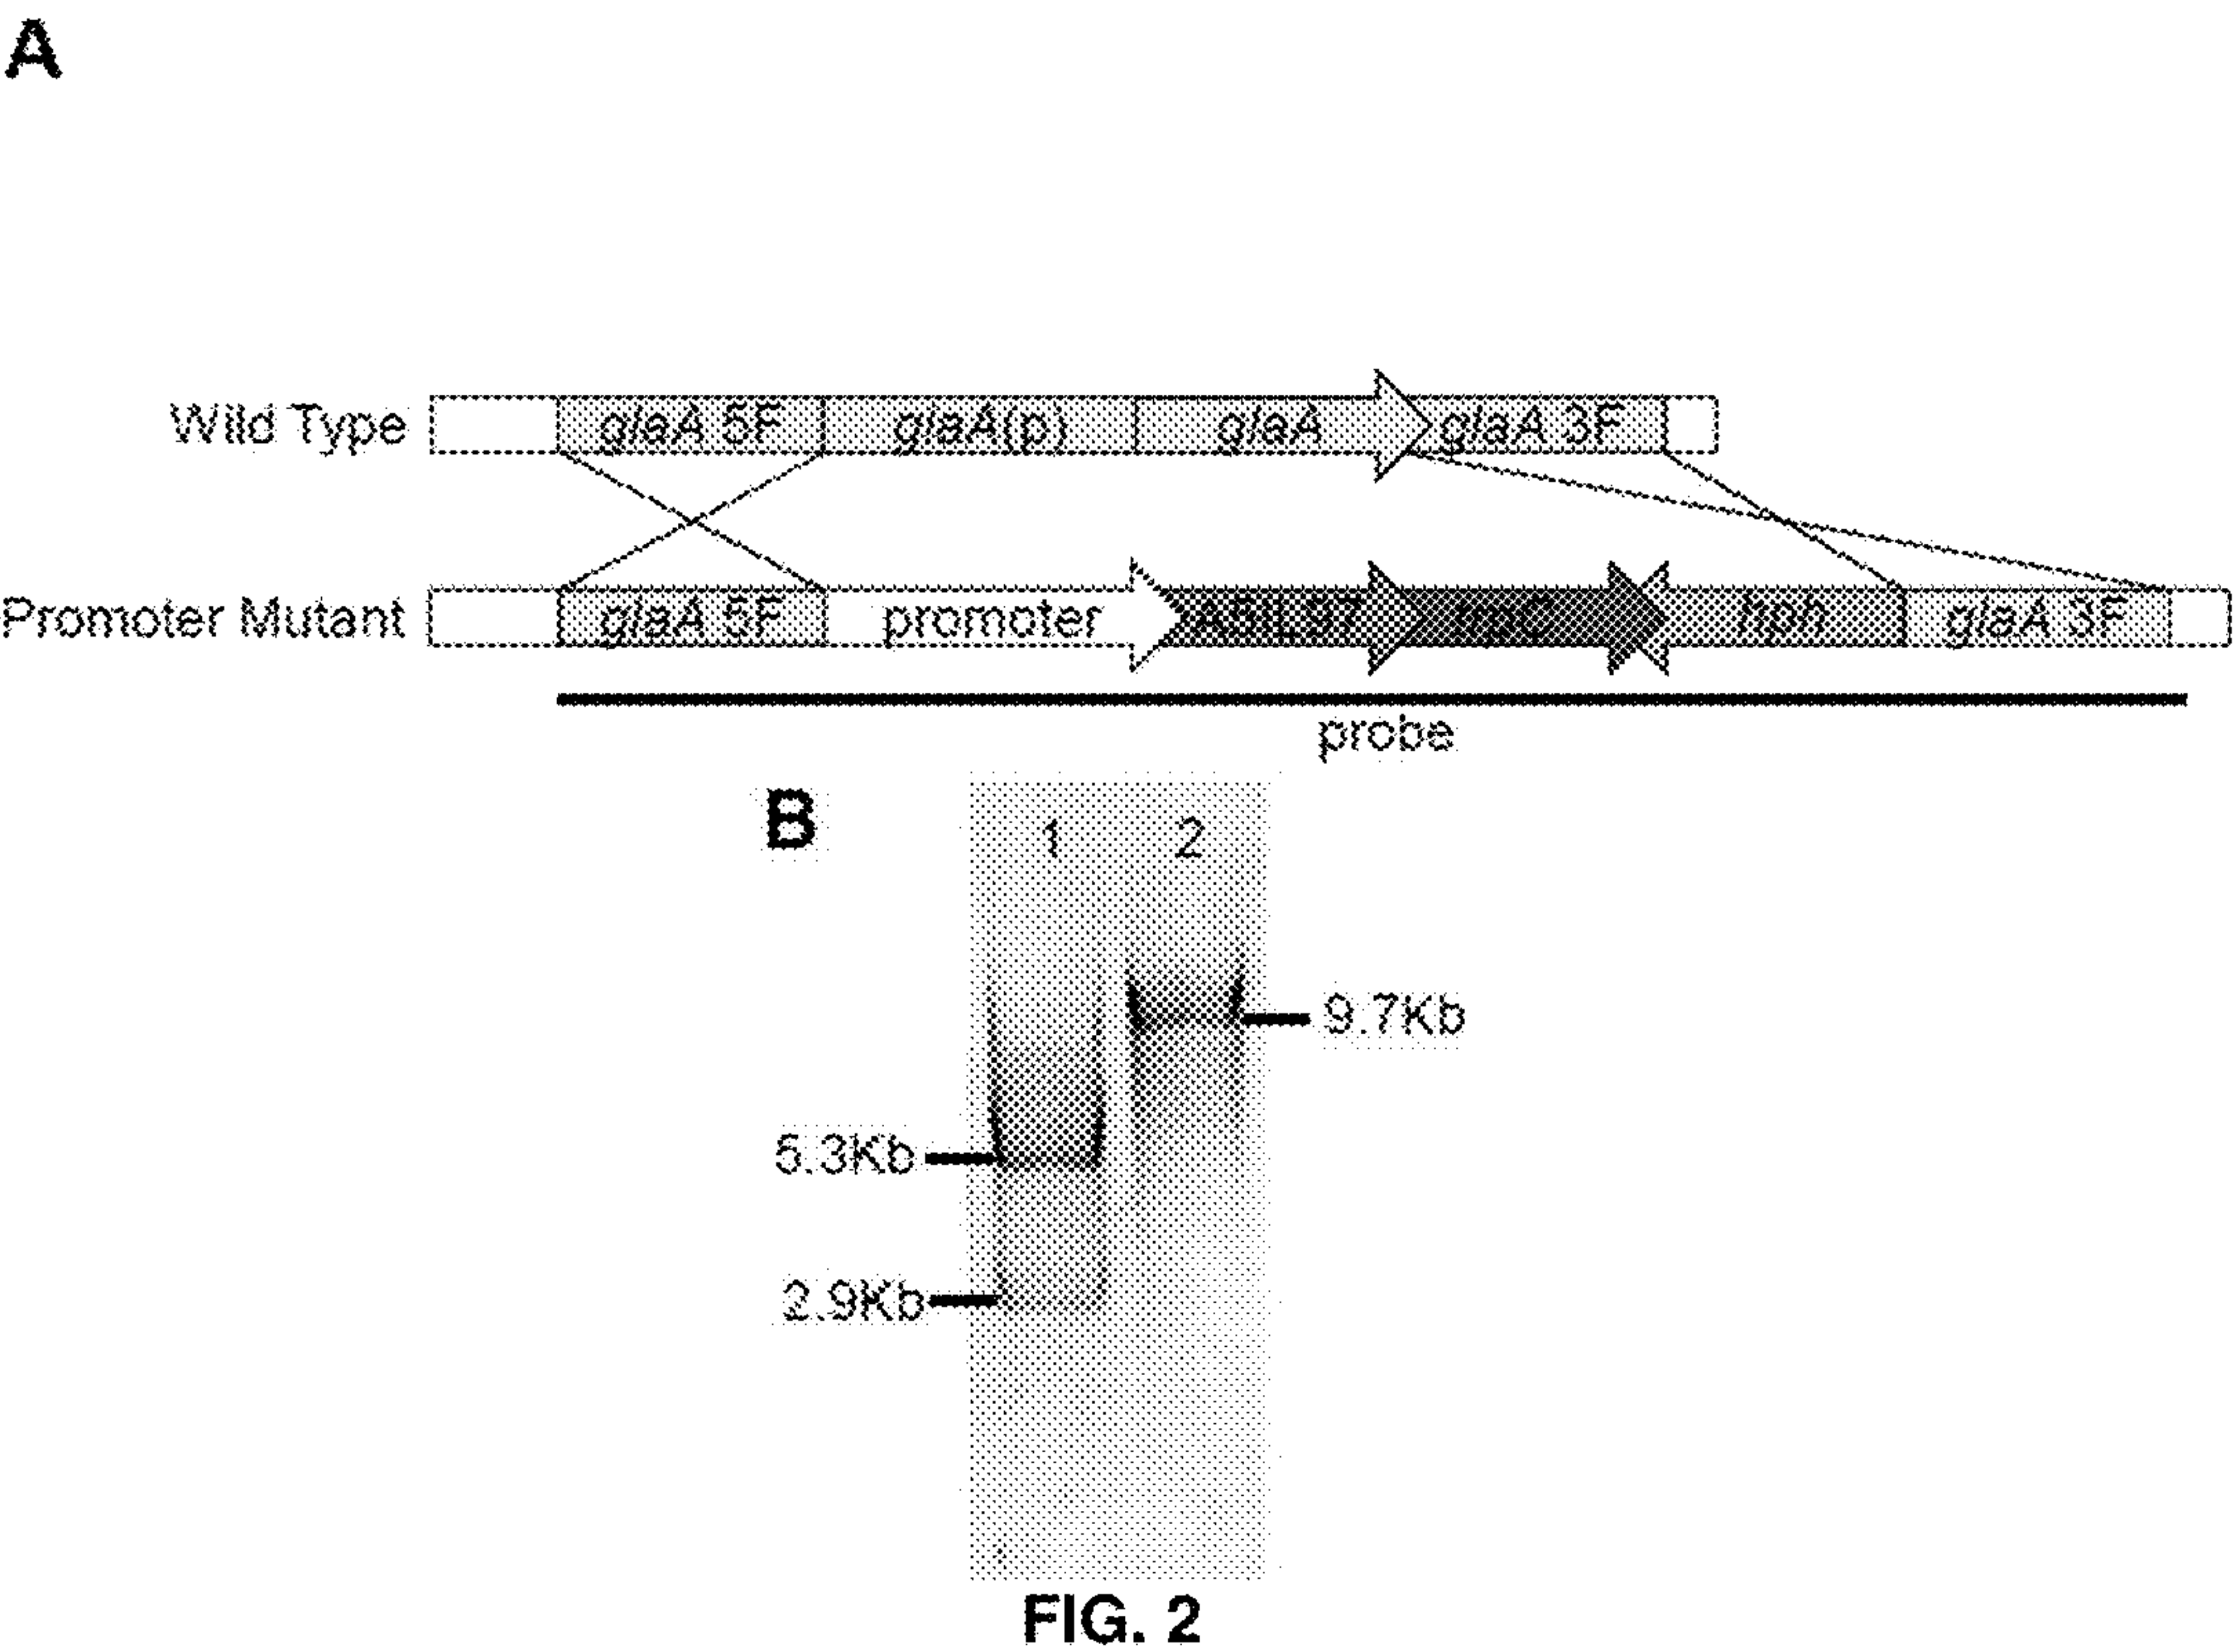 A
Wild Type glaA 5F glaA(p) glaA glaA 3F
Promoter Mutant glaA 5F promoter trpC hph glaA 3F
probe
B
1 2
9.7Kb
5.3Kb
2.9Kb
FIG. 2